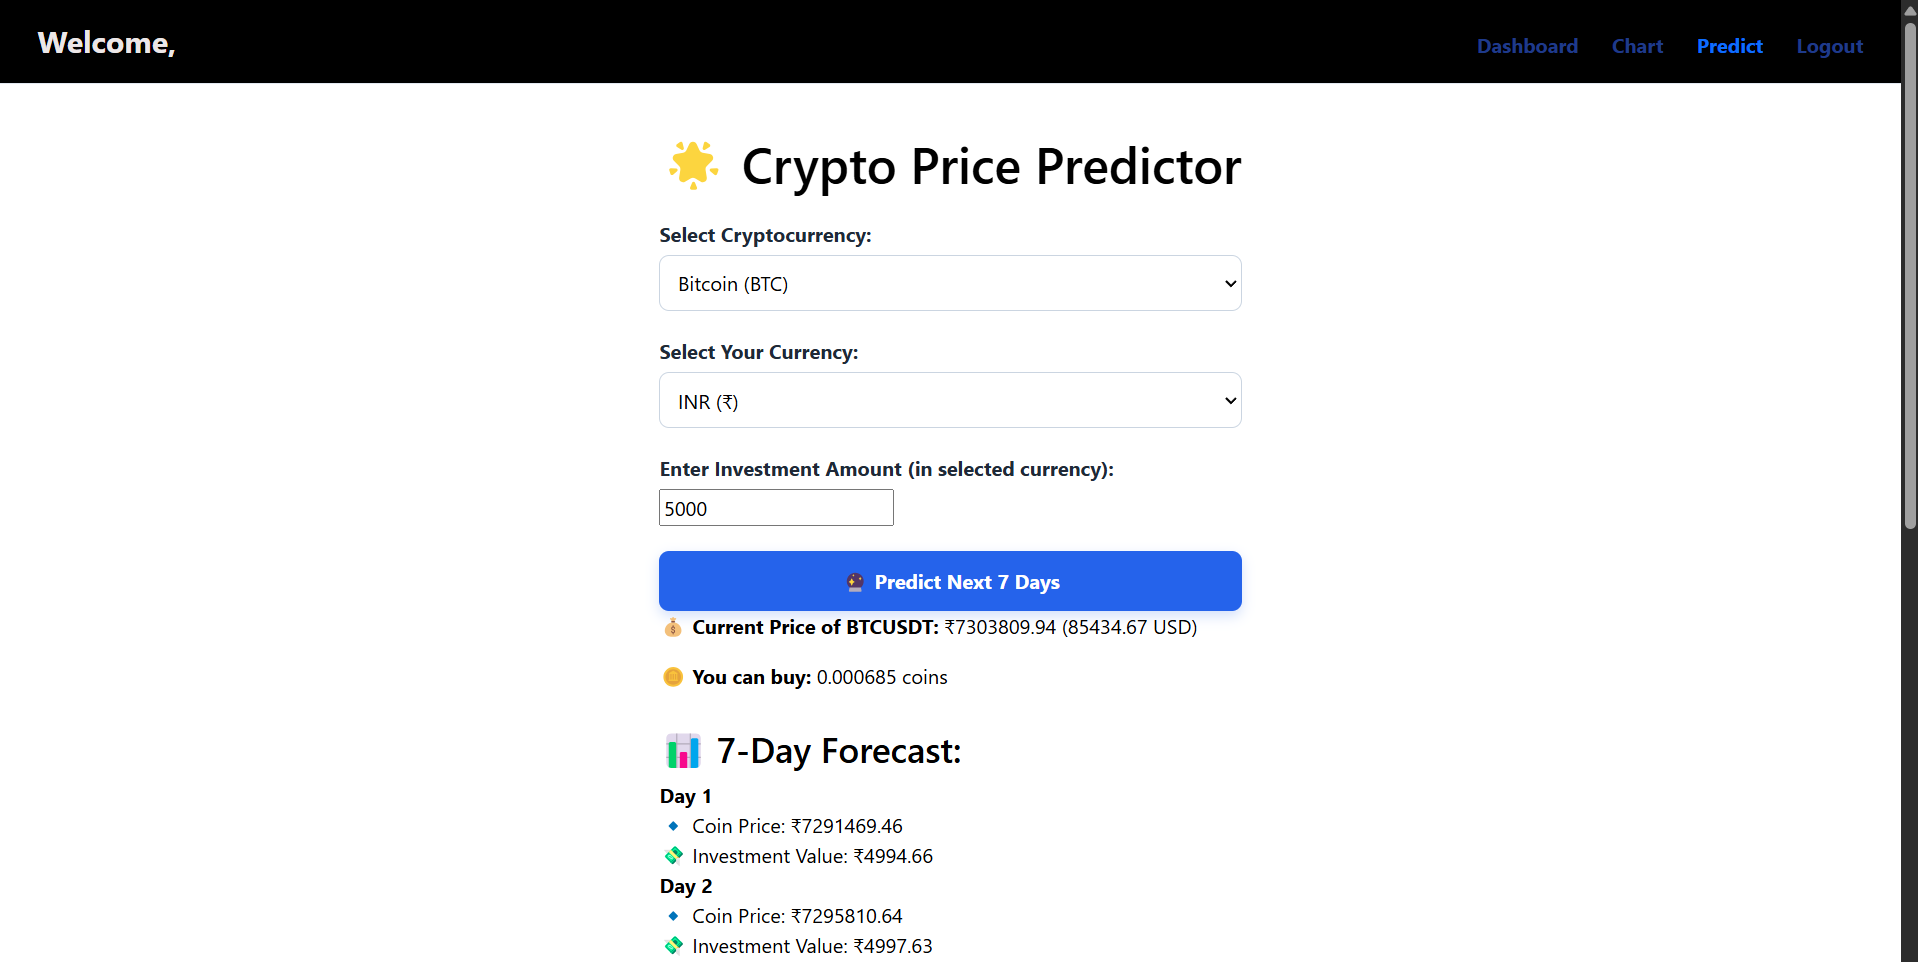 Welcome,
Dashboard Chart Predict Logout
Crypto Price Predictor
Select Cryptocurrency:
Bitcoin (BTC)
Select Your Currency:
INR (₹)
Enter Investment Amount (in selected currency):
5000
Predict Next 7 Days
Current Price of BTCUSDT: ₹7303809.94 (85434.67 USD)
You can buy: 0.000685 coins
7-Day Forecast:
Day 1
Coin Price: ₹7291469.46
Investment Value: ₹4994.66
Day 2
Coin Price: ₹7295810.64
Investment Value: ₹4997.63